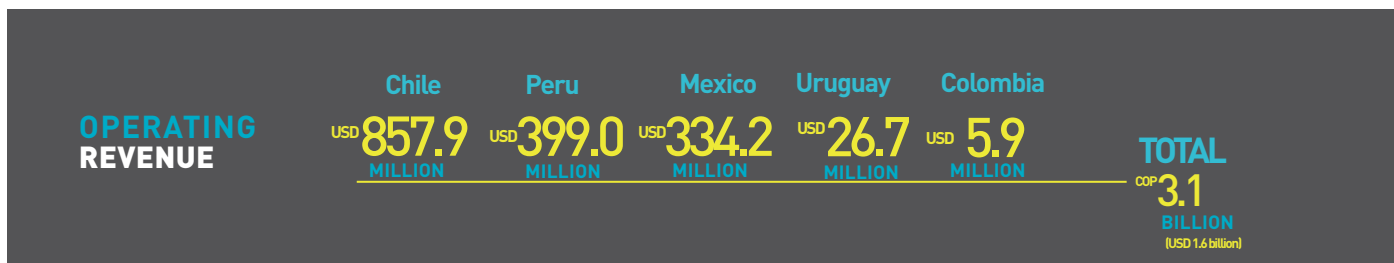 OPERATING
REVENUE
Chile
USD 857.9
MILLION
Peru
USD 399.0
MILLION
Mexico
USD 334.2
MILLION
Uruguay
USD 26.7
MILLION
Colombia
USD 5.9
MILLION
TOTAL
COP 3.1
BILLION
(USD 1.6 billion)